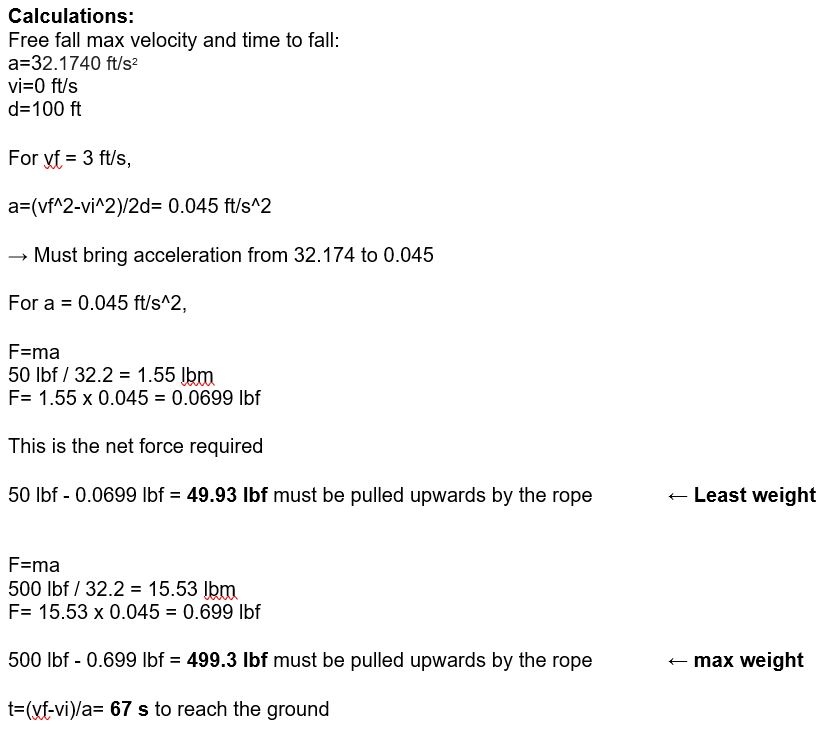 Calculations:
Free fall max velocity and time to fall:
a=32.1740 ft/s²
vi=0 ft/s
d=100 ft
For vf = 3 ft/s,
a=(vf^2-vi^2)/2d= 0.045 ft/s^2
→ Must bring acceleration from 32.174 to 0.045
For a = 0.045 ft/s^2,
F=ma
50 lbf / 32.2 = 1.55 lbm
F= 1.55 x 0.045 = 0.0699 lbf
This is the net force required
50 lbf - 0.0699 lbf = 49.93 lbf must be pulled upwards by the rope ← Least weight
F=ma
500 lbf / 32.2 = 15.53 lbm
F= 15.53 x 0.045 = 0.699 lbf
500 lbf - 0.699 lbf = 499.3 lbf must be pulled upwards by the rope ← max weight
t=(vf-vi)/a= 67 s to reach the ground